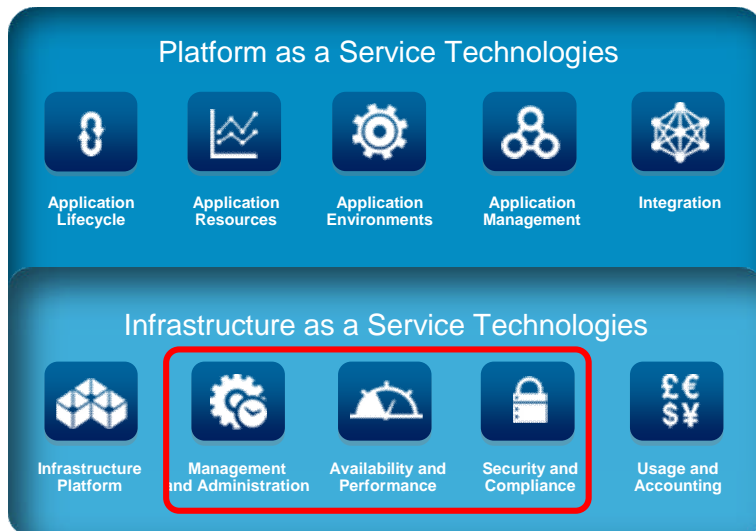 Platform as a Service Technologies
Application
Lifecycle
Application
Resources
Application
Environments
Application
Management
Integration
Infrastructure as a Service Technologies
£€
$¥
Infrastructure
Platform
Management
and Administration
Availability and
Performance
Security and
Compliance
Usage and
Accounting